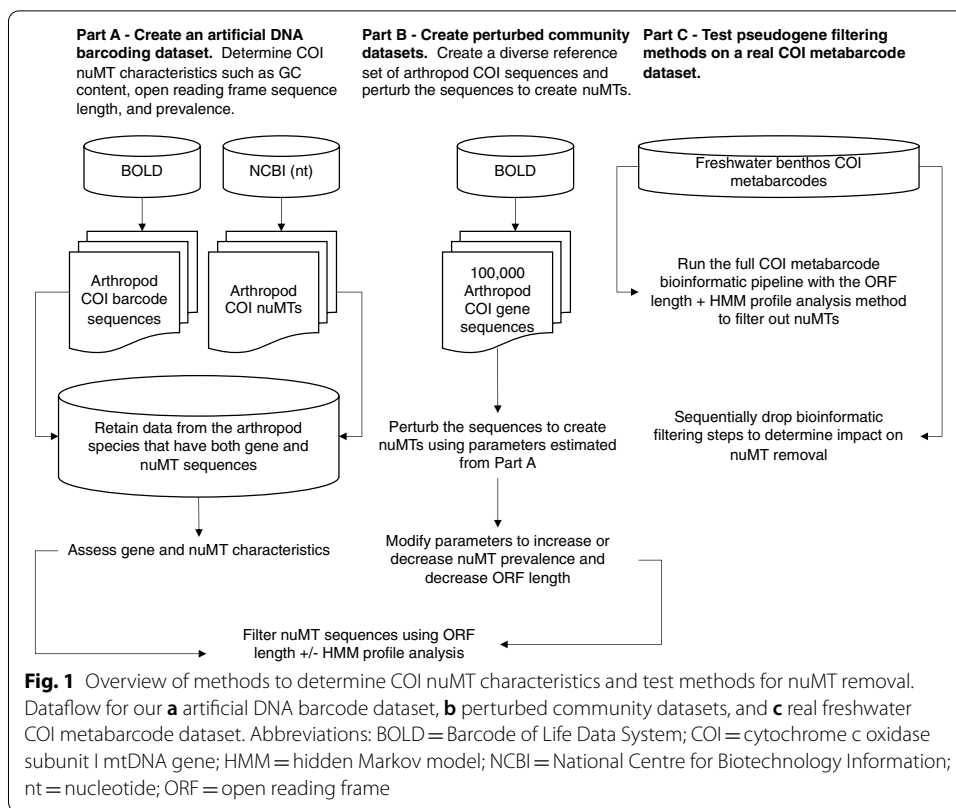 Part A - Create an artificial DNA
barcoding dataset. Determine COI
nuMT characteristics such as GC
content, open reading frame sequence
length, and prevalence.
BOLD
NCBI (nt)
Arthropod
COI barcode
sequences
Arthropod
COI nuMTs
Retain data from the arthropod
species that have both gene and
nuMT sequences
Assess gene and nuMT characteristics
Part B - Create perturbed community
datasets. Create a diverse reference
set of arthropod COI sequences and
perturb the sequences to create nuMTs.
BOLD
100,000
Arthropod
COI gene
sequences
Perturb the sequences to create
nuMTs using parameters estimated
from Part A
Modify parameters to increase or
decrease nuMT prevalence and
decrease ORF length
Filter nuMT sequences using ORF
length +/- HMM profile analysis
Part C - Test pseudogene filtering
methods on a real COI metabarcode
dataset.
Freshwater benthos COI
metabarcodes
Run the full COI metabarcode
bioinformatic pipeline with the ORF
length + HMM profile analysis method
to filter out nuMTs
Sequentially drop bioinformatic
filtering steps to determine impact on
nuMT removal
Fig. 1 Overview of methods to determine COI nuMT characteristics and test methods for nuMT removal.
Dataflow for our a artificial DNA barcode dataset, b perturbed community datasets, and c real freshwater
COI metabarcode dataset. Abbreviations: BOLD = Barcode of Life Data System; COI = cytochrome c oxidase
subunit I mtDNA gene; HMM = hidden Markov model; NCBI = National Centre for Biotechnology Information;
nt = nucleotide; ORF = open reading frame